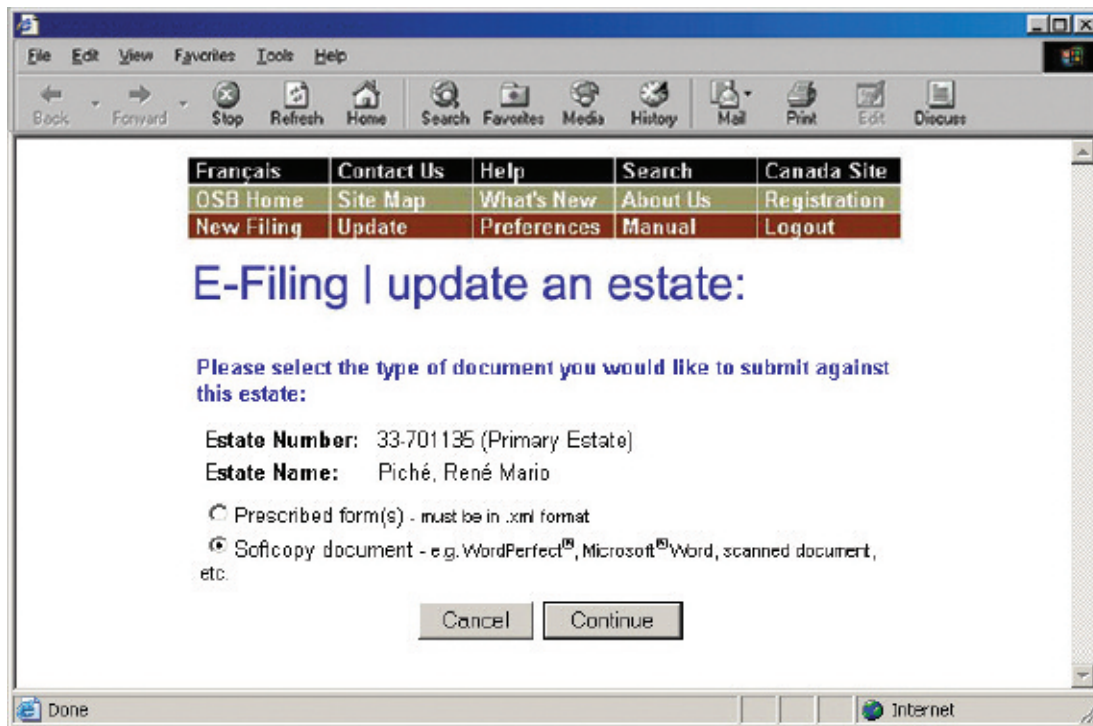 File Edit View Favorites Tools Help
Back Forward Stop Refresh Home Search Favorites Media History Mail Print Edit Discuss
Français Contact Us Help Search Canada Site
OSB Home Site Map What's New About Us Registration
New Filing Update Preferences Manual Logout
E-Filing | update an estate:
Please select the type of document you would like to submit against
this estate:
Estate Number: 33-701135 (Primary Estate)
Estate Name: Piché, René Mario
Prescribed form(s) - must be in .xml format
Softcopy document - e.g. WordPerfect®, Microsoft® Word, scanned document,
etc.
Cancel Continue
Done Internet